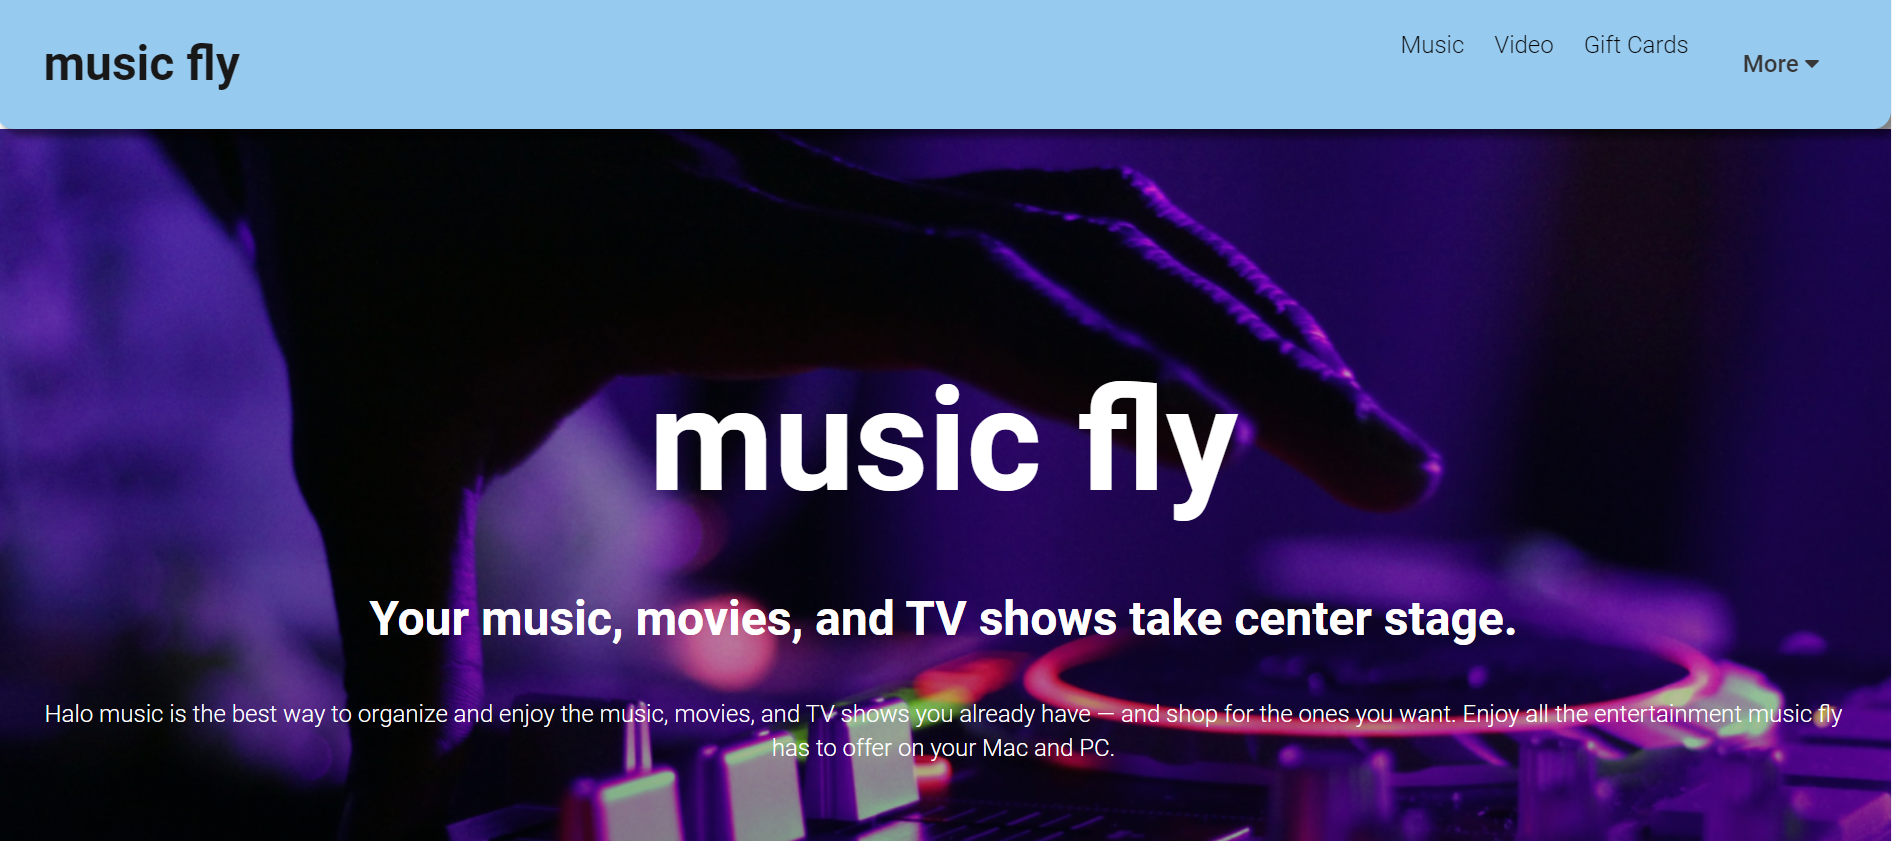 music fly
Music Video Gift Cards
More
music fly
Your music, movies, and TV shows take center stage.
Halo music is the best way to organize and enjoy the music, movies, and TV shows you already have — and shop for the ones you want. Enjoy all the entertainment music fly
has to offer on your Mac and PC.